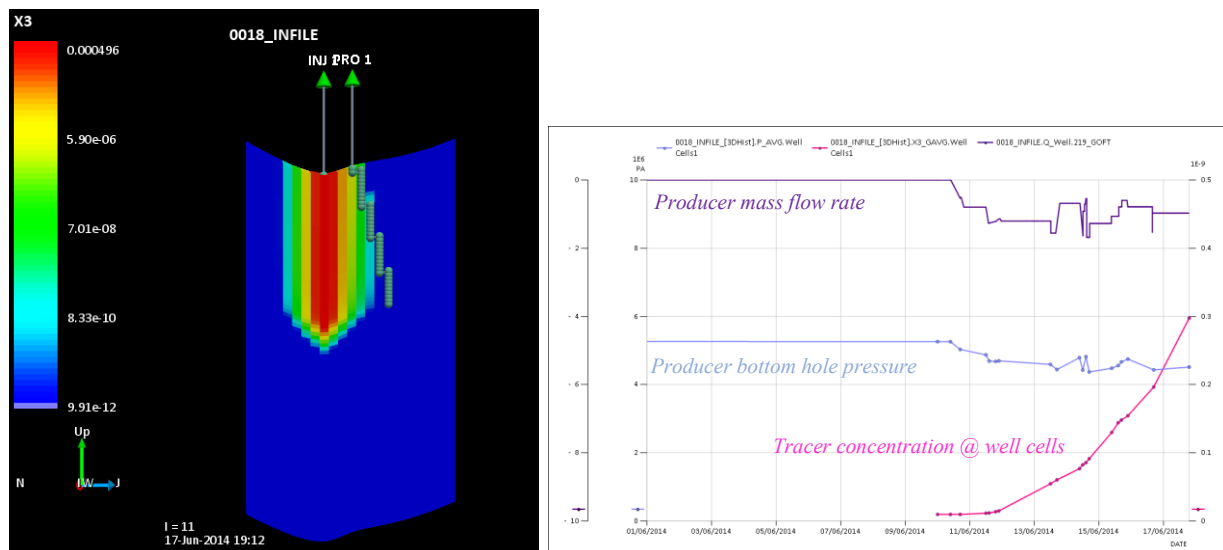 X3
0018_INFILE
0.000496
INJ 1 PRO 1
5.90e-06
7.01e-08
8.33e-10
9.91e-12
Up
N
W
J
I = 11
17-Jun-2014 19:12
0018_INFILE_[3DHist].P_AVG.Well
Cells1
0018_INFILE_[3DHist].X3_GAVG.Well
Cells1
0018_INFILE.Q_Well.219_GOFT
1E6
PA
1E-9
0
10
0.5
Producer mass flow rate
- 2
8
0.4
- 4
6
0.3
Producer bottom hole pressure
- 6
4
0.2
Tracer concentration @ well cells
- 8
2
0.1
- 10
0
0
01/06/2014
03/06/2014
05/06/2014
07/06/2014
09/06/2014
11/06/2014
13/06/2014
15/06/2014
17/06/2014
DATE